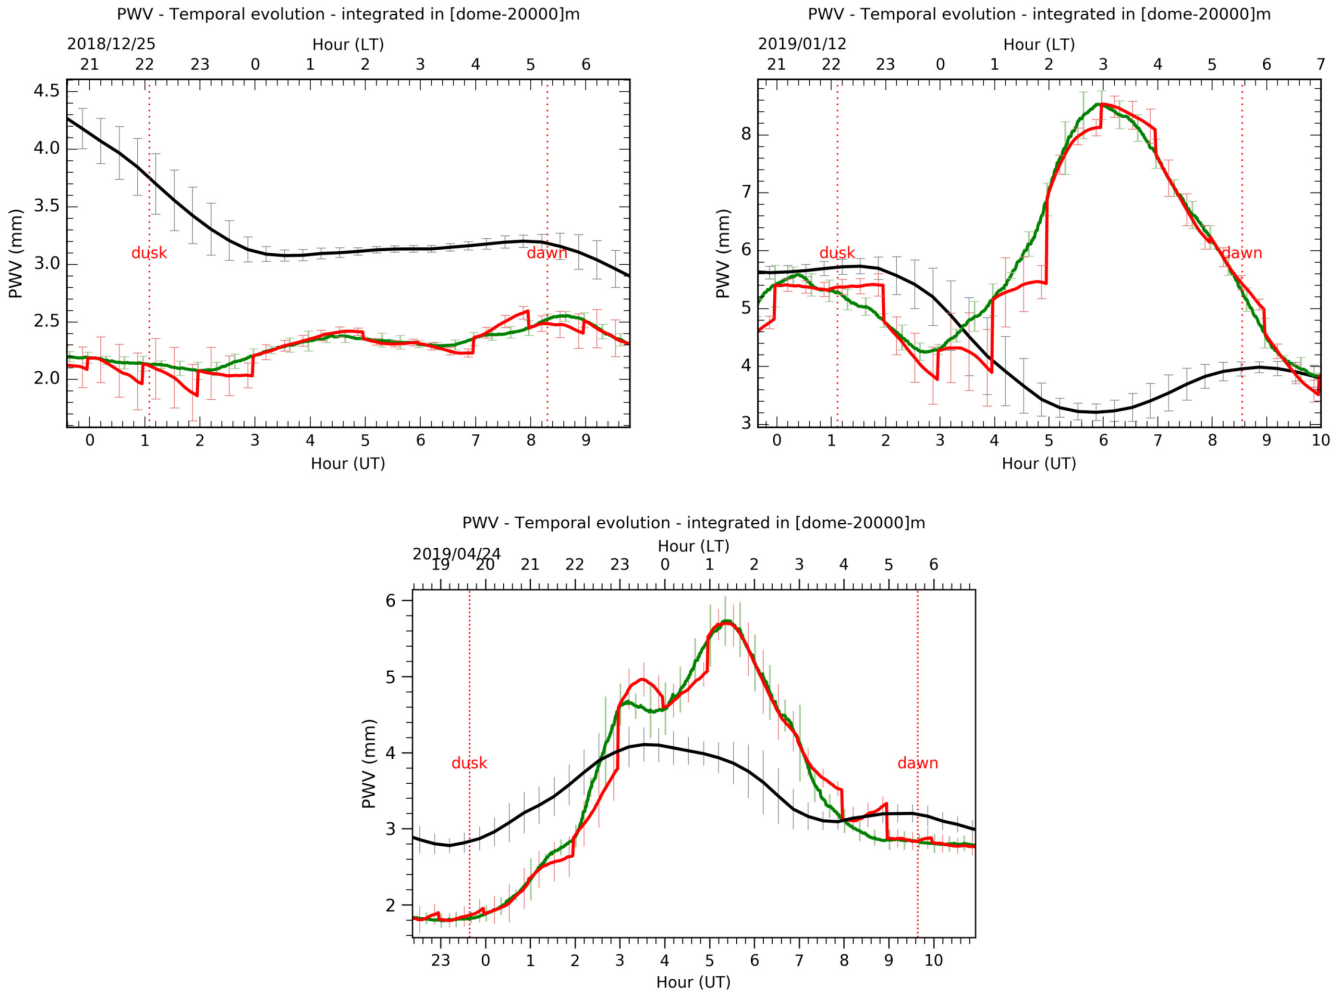 PWV - Temporal evolution - integrated in [dome-20000]m
2018/12/25
Hour (LT)
21 22 23 0 1 2 3 4 5 6
4.5
4.0
3.5
3.0
2.5
2.0
PWV (mm)
dusk
dawn
0 1 2 3 4 5 6 7 8 9
Hour (UT)
PWV - Temporal evolution - integrated in [dome-20000]m
2019/01/12
Hour (LT)
21 22 23 0 1 2 3 4 5 6 7
8
7
6
5
4
3
PWV (mm)
dusk
dawn
0 1 2 3 4 5 6 7 8 9 10
Hour (UT)
PWV - Temporal evolution - integrated in [dome-20000]m
2019/04/24
Hour (LT)
19 20 21 22 23 0 1 2 3 4 5 6
6
5
4
3
2
PWV (mm)
dusk
dawn
23 0 1 2 3 4 5 6 7 8 9 10
Hour (UT)